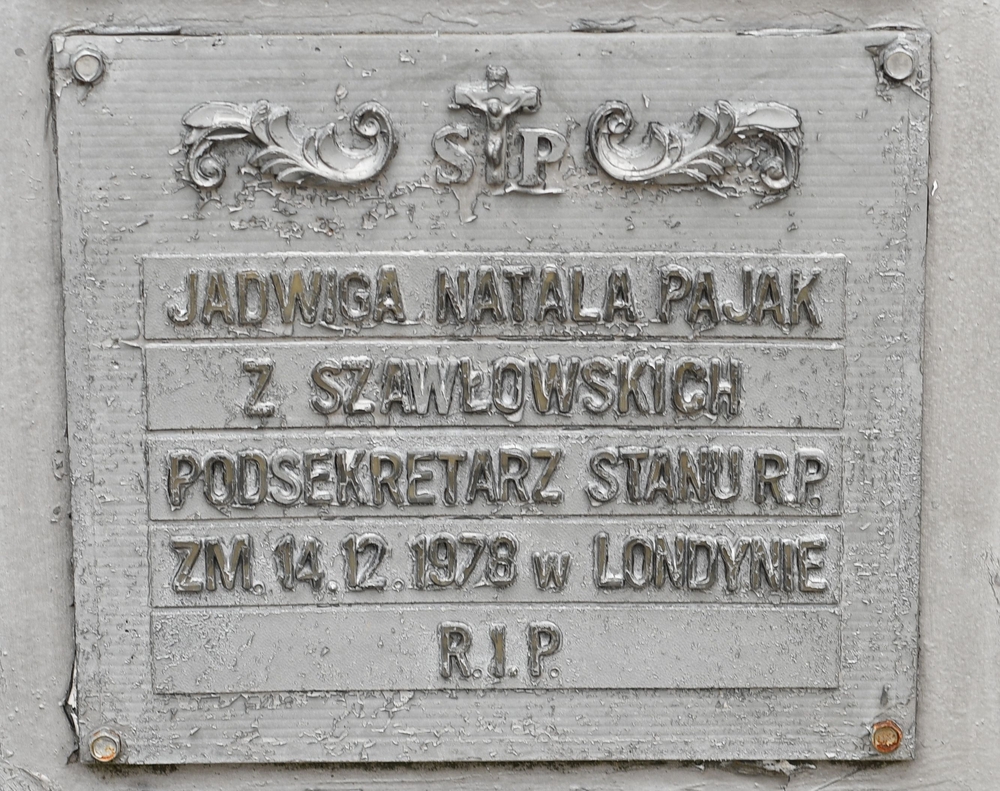 S P
JADWIGA NATALA PAJAK
Z SZAWŁOWSKICH
PODSEKRETARZ STANU R.P.
ZM. 14.12.1978 w LONDYNIE
R.I.P.